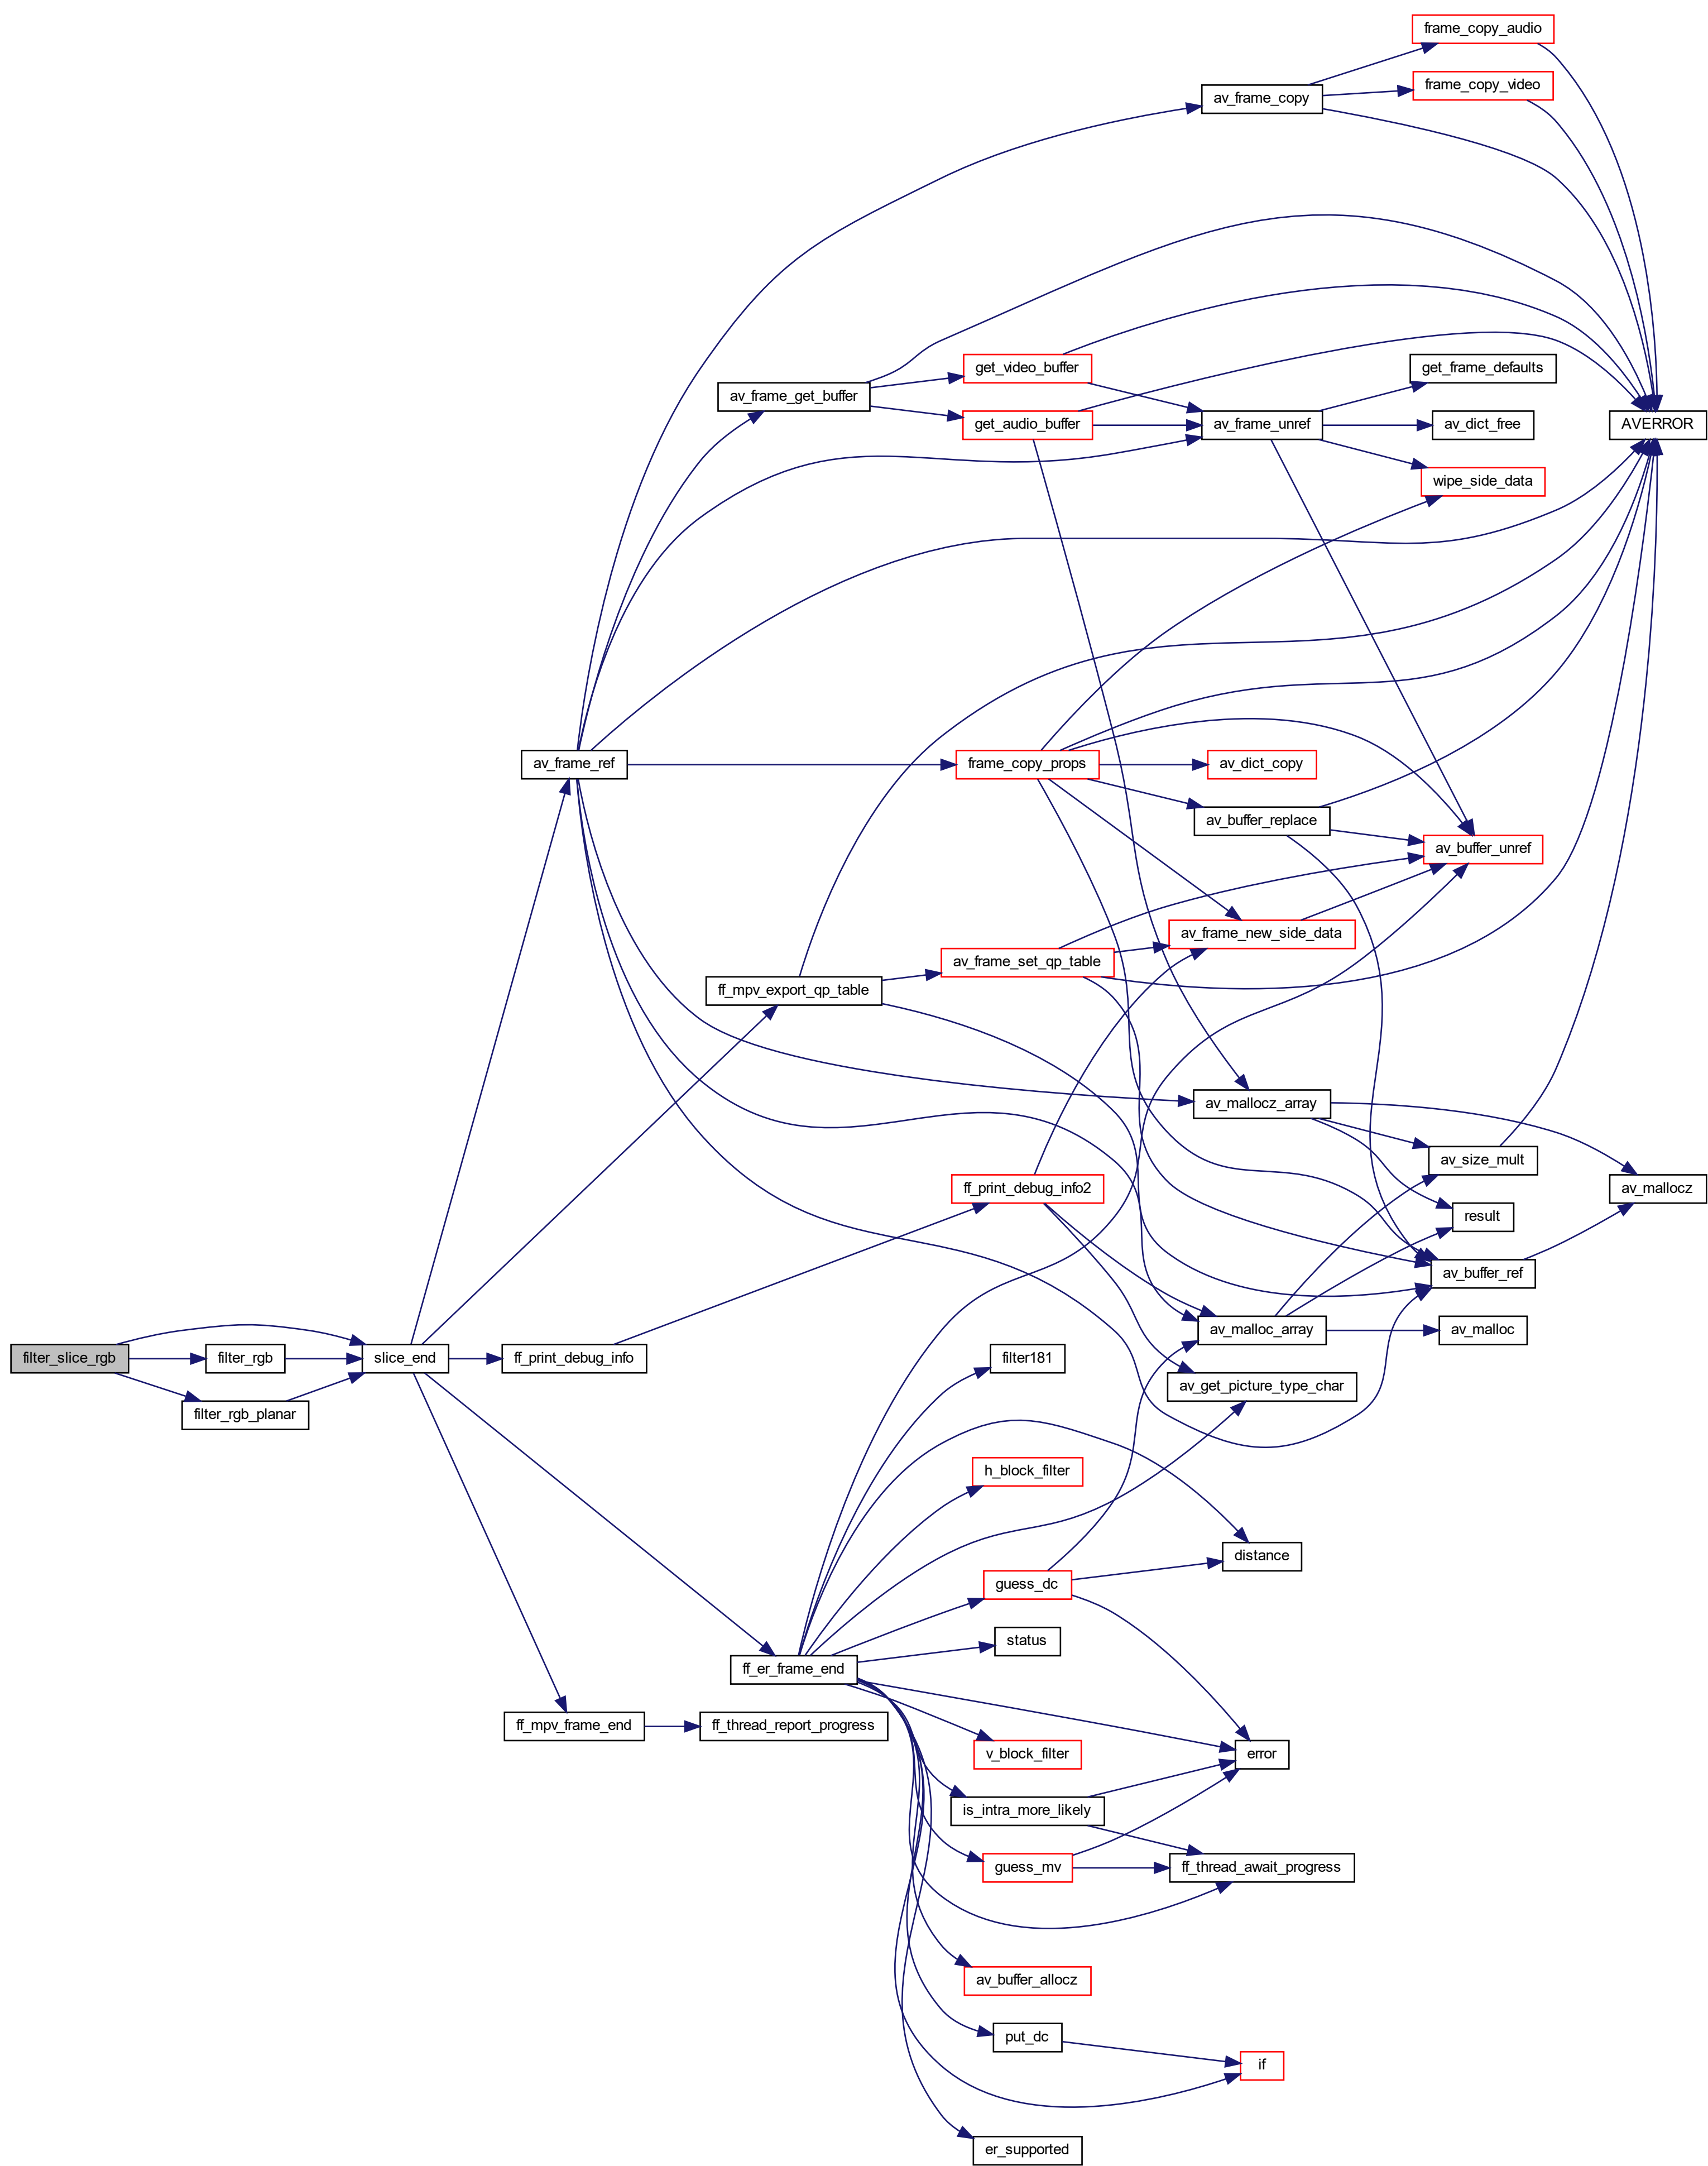 frame_copy_audio
frame_copy_video
av_frame_copy
get_video_buffer
get_frame_defaults
av_frame_get_buffer
get_audio_buffer
av_frame_unref
av_dict_free
AVERROR
wipe_side_data
av_frame_ref
frame_copy_props
av_dict_copy
av_buffer_replace
av_buffer_unref
av_frame_new_side_data
av_frame_set_qp_table
ff_mpv_export_qp_table
av_mallocz_array
av_size_mult
ff_print_debug_info2
av_mallocz
result
av_buffer_ref
av_malloc_array
av_malloc
filter_slice_rgb
filter_rgb
slice_end
ff_print_debug_info
filter181
av_get_picture_type_char
filter_rgb_planar
h_block_filter
distance
guess_dc
status
ff_er_frame_end
ff_mpv_frame_end
ff_thread_report_progress
v_block_filter
error
is_intra_more_likely
guess_mv
ff_thread_await_progress
av_buffer_allocz
put_dc
if
er_supported